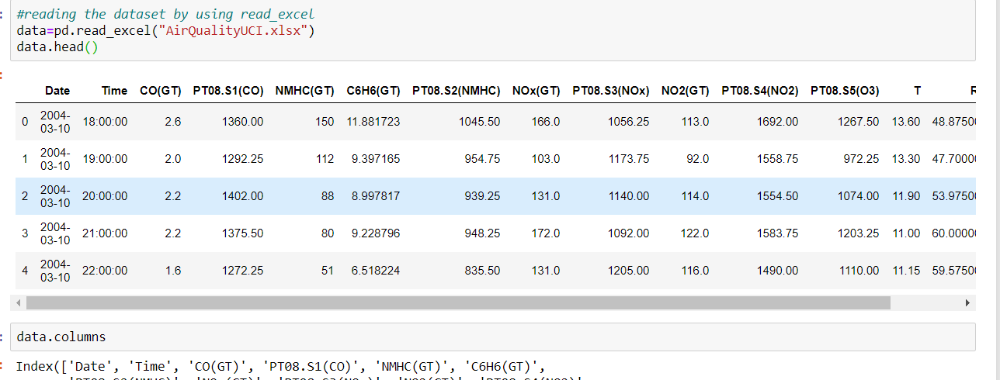 #reading the dataset by using read_excel
data=pd.read_excel("AirQualityUCI.xlsx")
data.head()
Date Time CO(GT) PT08.S1(CO) NMHC(GT) C6H6(GT) PT08.S2(NMHC) NOx(GT) PT08.S3(NOx) NO2(GT) PT08.S4(NO2) PT08.S5(O3) T
0 2004-03-10 18:00:00 2.6 1360.00 150 11.881723 1045.50 166.0 1056.25 113.0 1692.00 1267.50 13.60 48.8750
1 2004-03-10 19:00:00 2.0 1292.25 112 9.397165 954.75 103.0 1173.75 92.0 1558.75 972.25 13.30 47.7000
2 2004-03-10 20:00:00 2.2 1402.00 88 8.997817 939.25 131.0 1140.00 114.0 1554.50 1074.00 11.90 53.9750
3 2004-03-10 21:00:00 2.2 1375.50 80 9.228796 948.25 172.0 1092.00 122.0 1583.75 1203.25 11.00 60.0000
4 2004-03-10 22:00:00 1.6 1272.25 51 6.518224 835.50 131.0 1205.00 116.0 1490.00 1110.00 11.15 59.5750
data.columns
Index(['Date', 'Time', 'CO(GT)', 'PT08.S1(CO)', 'NMHC(GT)', 'C6H6(GT)',